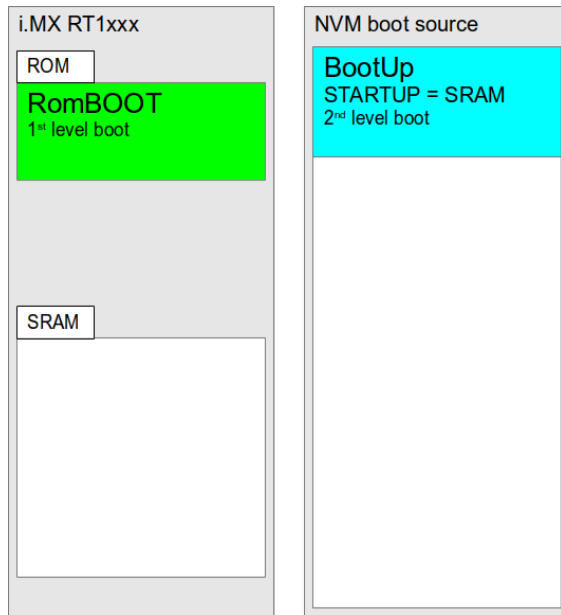 i.MX RT1xxx
ROM
RomBOOT
1st level boot
SRAM
NVM boot source
BootUp
STARTUP = SRAM
2nd level boot